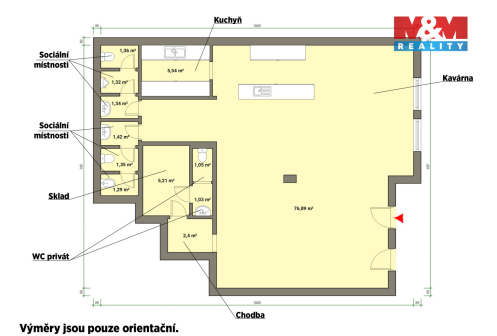 Kuchyň
M&M
REALITY
Sociální
místnosti
1,36 m²
1,32 m²
5,54 m²
Kavárna
1,34 m²
Sociální
místnosti
1,42 m²
1,35 m²
1,05 m²
1,29 m²
5,21 m²
Sklad
1,03 m²
76,89 m²
2,4 m²
WC privát
Chodba
Výměry jsou pouze orientační.